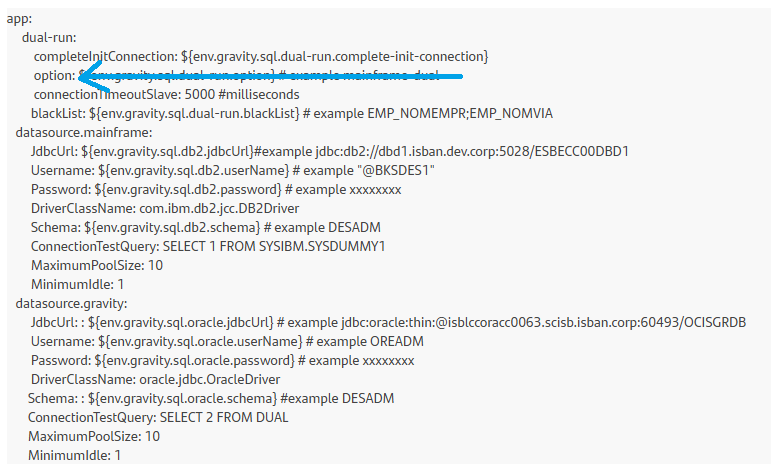 app:
dual-run:
completeInitConnection: ${env.gravity.sql.dual-run.complete-init-connection}
option: ${env.gravity.sql.dual-run.option} # example mainframe-dual
connectionTimeoutSlave: 5000 #milliseconds
blackList: ${env.gravity.sql.dual-run.blackList} # example EMP_NOMEMPR;EMP_NOMVIA
datasource.mainframe:
JdbcUrl: ${env.gravity.sql.db2.jdbcUrl}#example jdbc:db2://dbd1.isban.dev.corp:5028/ESBECC00DBD1
Username: ${env.gravity.sql.db2.userName} # example "@BKSDES1"
Password: ${env.gravity.sql.db2.password} # example xxxxxxxx
DriverClassName: com.ibm.db2.jcc.DB2Driver
Schema: ${env.gravity.sql.db2.schema} # example DESADM
ConnectionTestQuery: SELECT 1 FROM SYSIBM.SYSDUMMY1
MaximumPoolSize: 10
MinimumIdle: 1
datasource.gravity:
JdbcUrl: : ${env.gravity.sql.oracle.jdbcUrl} # example jdbc:oracle:thin:@isblccoracc0063.scisb.isban.corp:60493/OCISGRDB
Username: ${env.gravity.sql.oracle.userName} # example OREADM
Password: ${env.gravity.sql.oracle.password} # example xxxxxxxx
DriverClassName: oracle.jdbc.OracleDriver
Schema: : ${env.gravity.sql.oracle.schema} #example DESADM
ConnectionTestQuery: SELECT 2 FROM DUAL
MaximumPoolSize: 10
MinimumIdle: 1